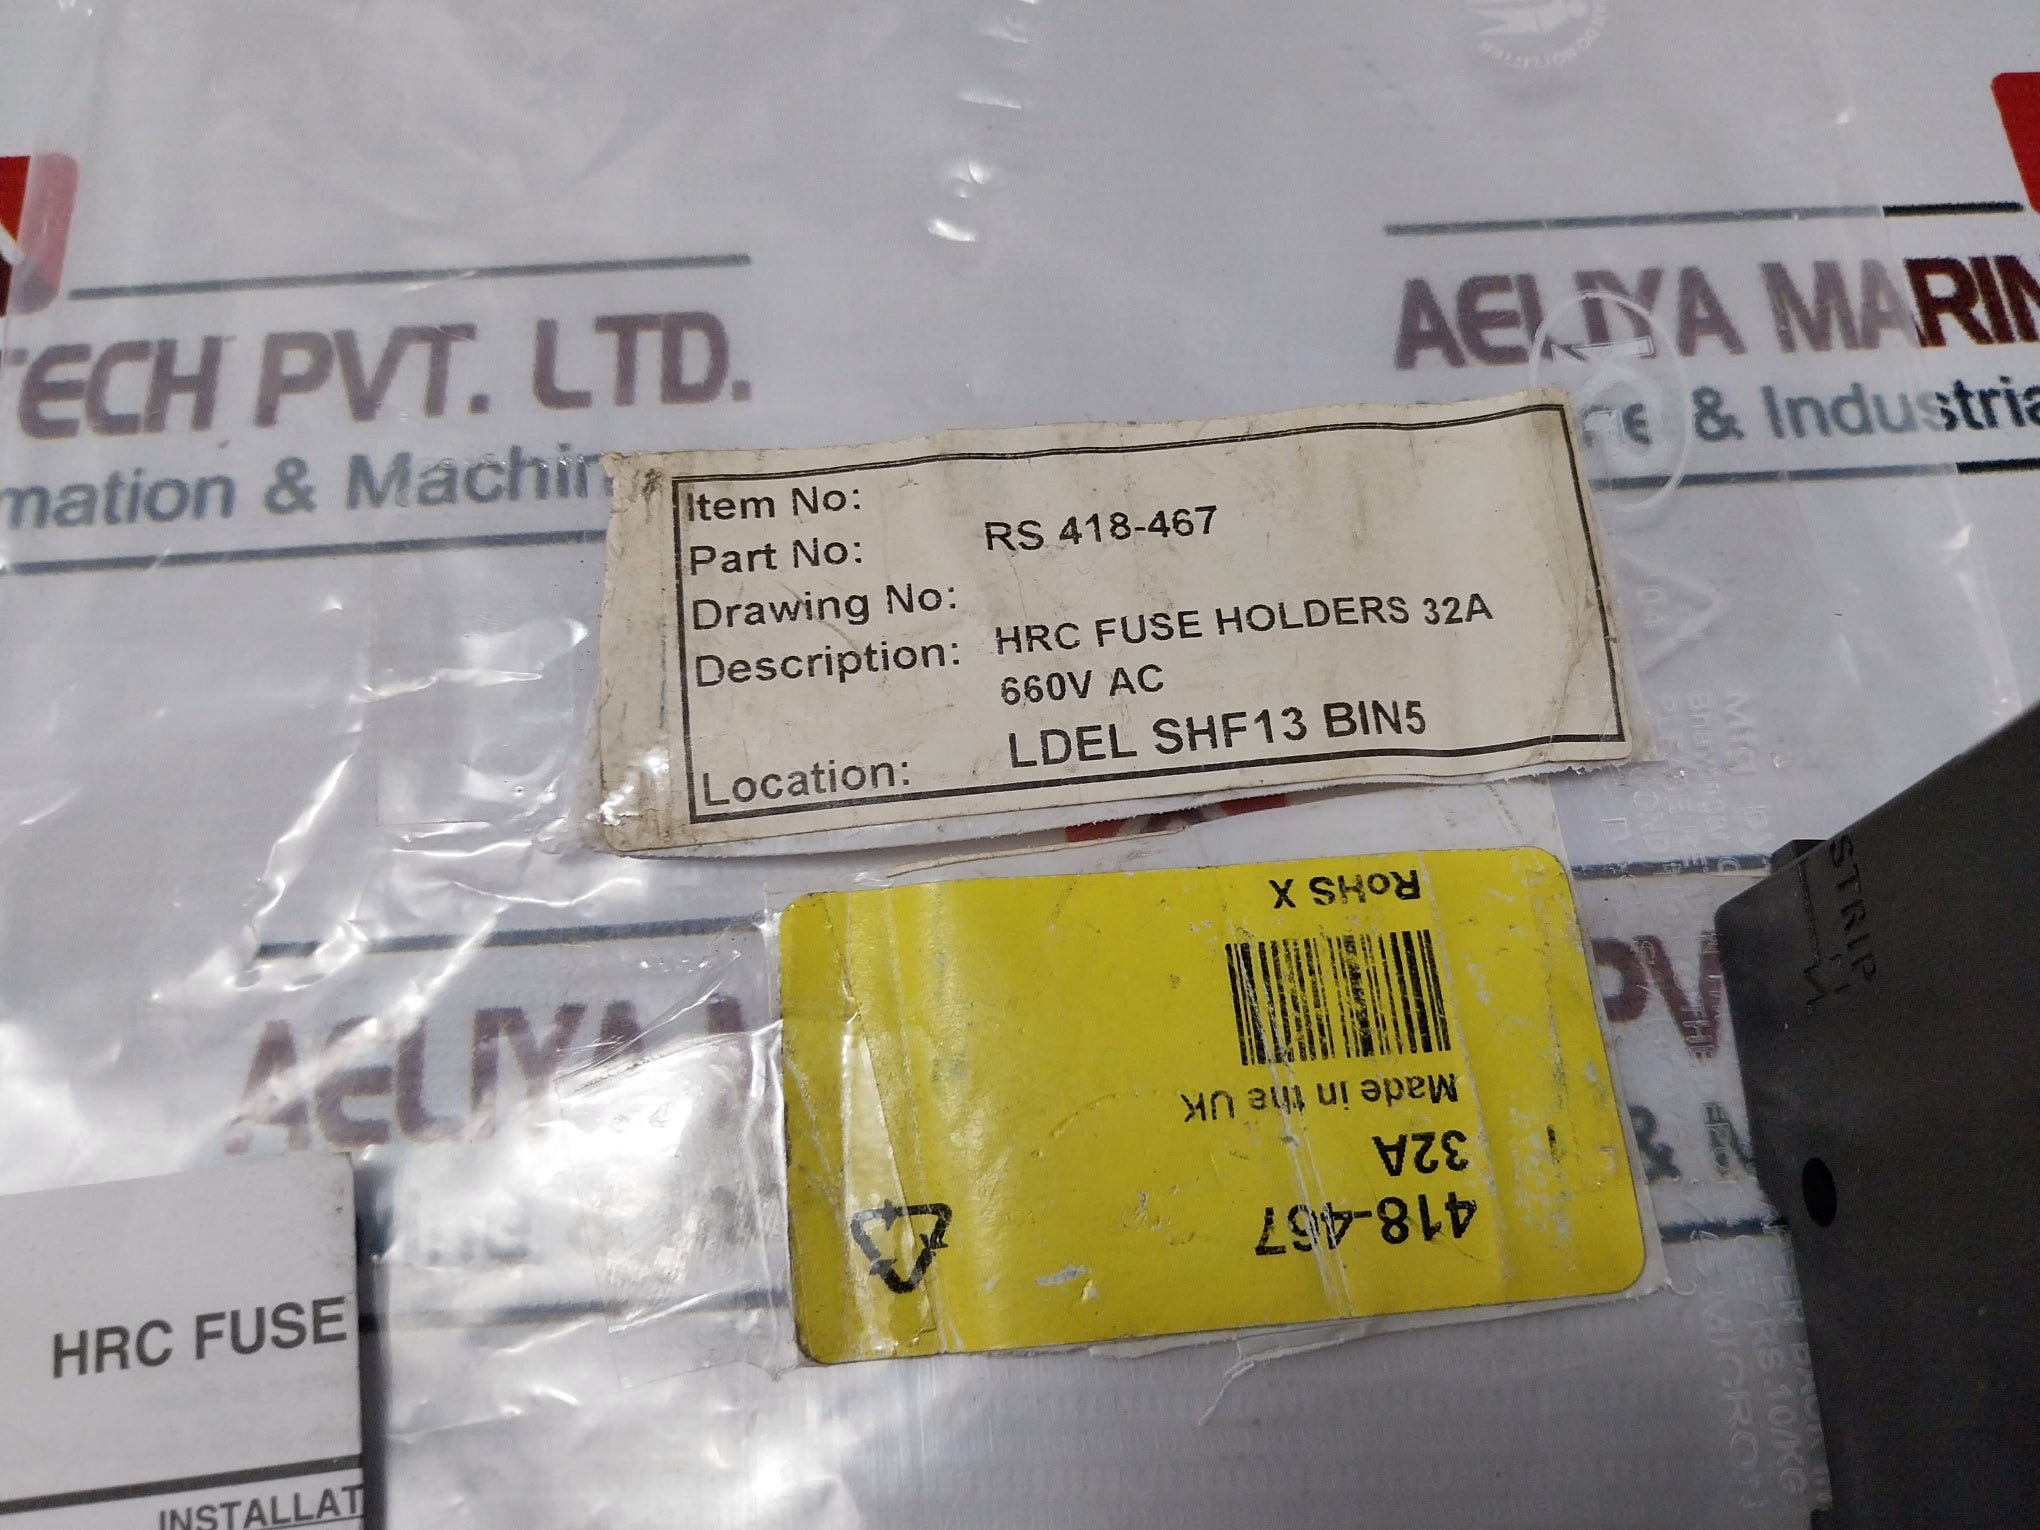 TECH PVT. LTD.
mation & Machin
AELIYA MARIN
& Industria
Item No:
Part No: RS 418-467
Drawing No:
Description: HRC FUSE HOLDERS 32A
660V AC
Location: LDEL SHF13 BIN5
418-467
32A
Made in the UK
RoHS X
AELIYA
PV
&
STRIP
HRC FUSE
INSTALLAT